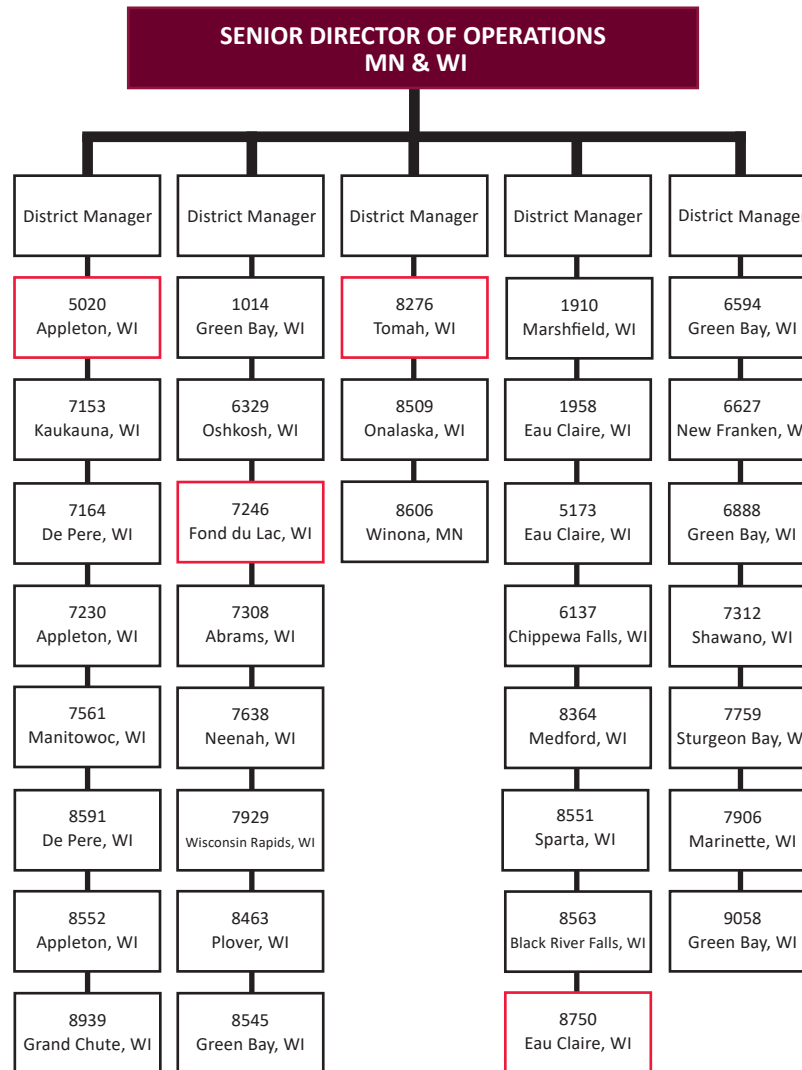 SENIOR DIRECTOR OF OPERATIONS
MN & WI
District Manager
5020
Appleton, WI
7153
Kaukauna, WI
7164
De Pere, WI
7230
Appleton, WI
7561
Manitowoc, WI
8591
De Pere, WI
8552
Appleton, WI
8939
Grand Chute, WI
District Manager
1014
Green Bay, WI
6329
Oshkosh, WI
7246
Fond du Lac, WI
7308
Abrams, WI
7638
Neenah, WI
7929
Wisconsin Rapids, WI
8463
Plover, WI
8545
Green Bay, WI
District Manager
8276
Tomah, WI
8509
Onalaska, WI
8606
Winona, MN
District Manager
1910
Marshfield, WI
1958
Eau Claire, WI
5173
Eau Claire, WI
6137
Chippewa Falls, WI
8364
Medford, WI
8551
Sparta, WI
8563
Black River Falls, WI
8750
Eau Claire, WI
District Manager
6594
Green Bay, WI
6627
New Franken, W
6888
Green Bay, WI
7312
Shawano, WI
7759
Sturgeon Bay, W
7906
Marinette, WI
9058
Green Bay, WI